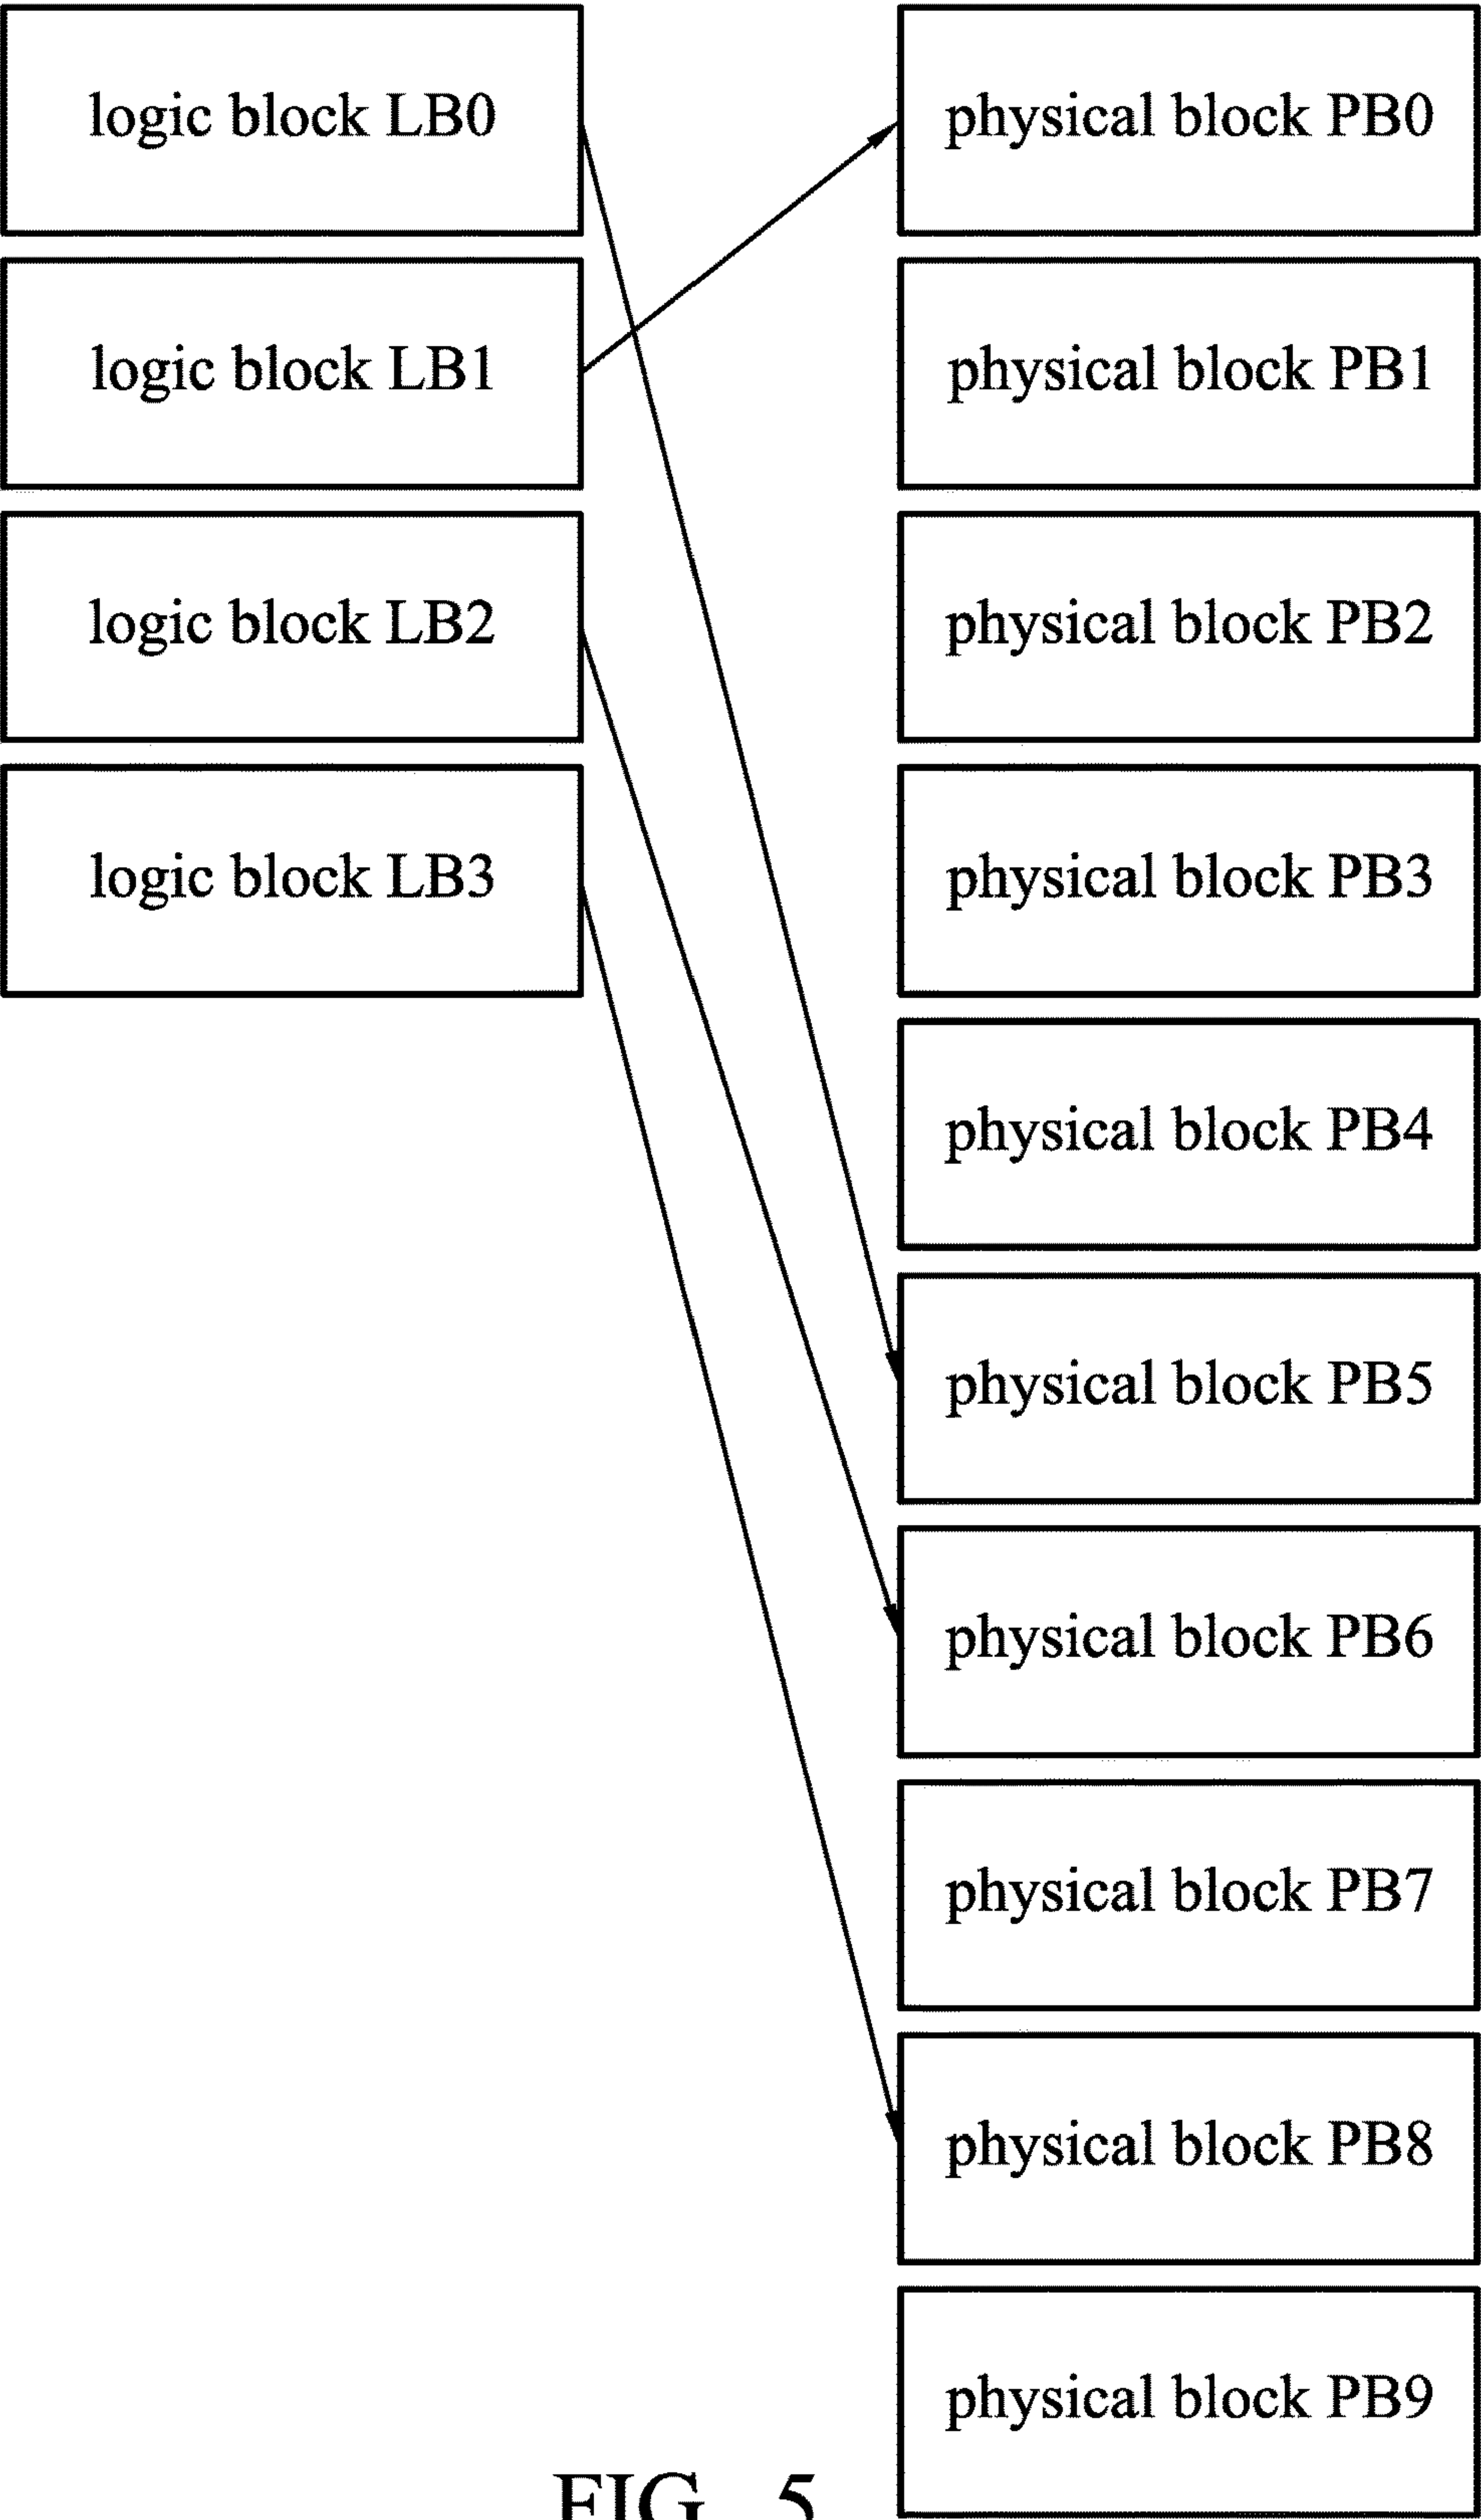 logic block LB0
logic block LB1
logic block LB2
logic block LB3
physical block PB0
physical block PB1
physical block PB2
physical block PB3
physical block PB4
physical block PB5
physical block PB6
physical block PB7
physical block PB8
physical block PB9
FIG. 5